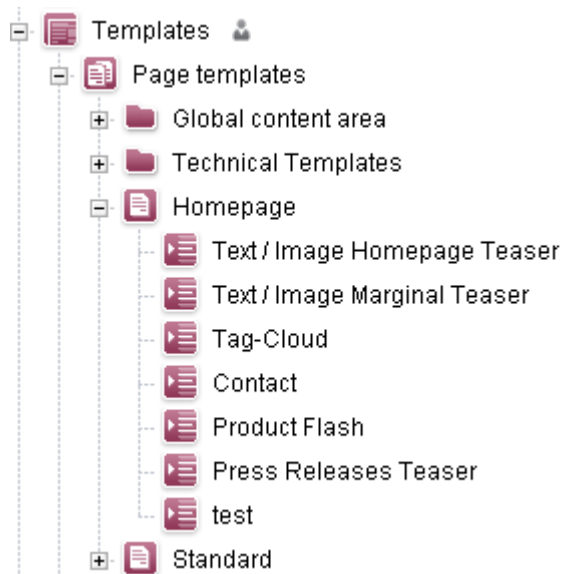 Templates
Page templates
Global content area
Technical Templates
Homepage
Text / Image Homepage Teaser
Text / Image Marginal Teaser
Tag-Cloud
Contact
Product Flash
Press Releases Teaser
test
Standard